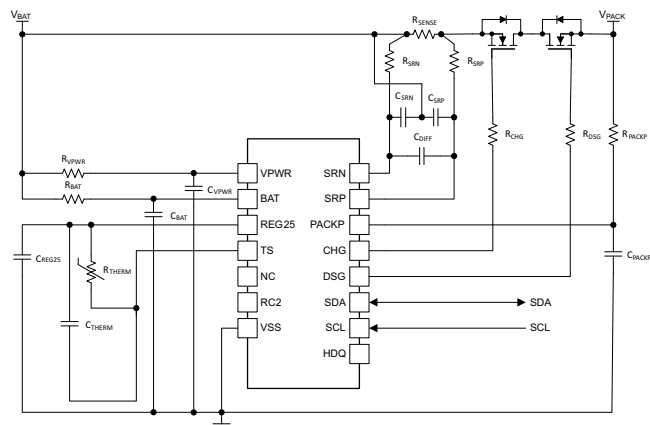 VBAT
RSENSE
VPACK
RSRN
RSRP
CSRN
CSRP
CDIFF
RCHG
RDSG
RPACKP
RVPWR
RBAT
CVPWR
CBAT
CREG25
RTHERM
CTHERM
CPACKP
VPWR
BAT
REG25
TS
NC
RC2
VSS
SRN
SRP
PACKP
CHG
DSG
SDA
SCL
HDQ
SDA
SCL